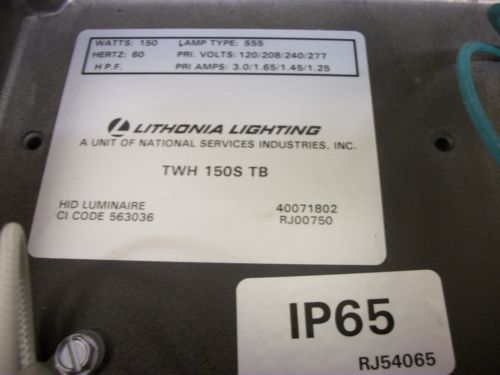 WATTS: 150 LAMP TYPE: S55
HERTZ: 60 PRI. VOLTS: 120/208/240/277
H.P.F. PRI AMPS: 3.0/1.65/1.45/1.25
LITHONIA LIGHTING
A UNIT OF NATIONAL SERVICES INDUSTRIES, INC.
TWH 150S TB
HID LUMINAIRE 40071802
CI CODE 563036 RJ00750
IP65
RJ54065